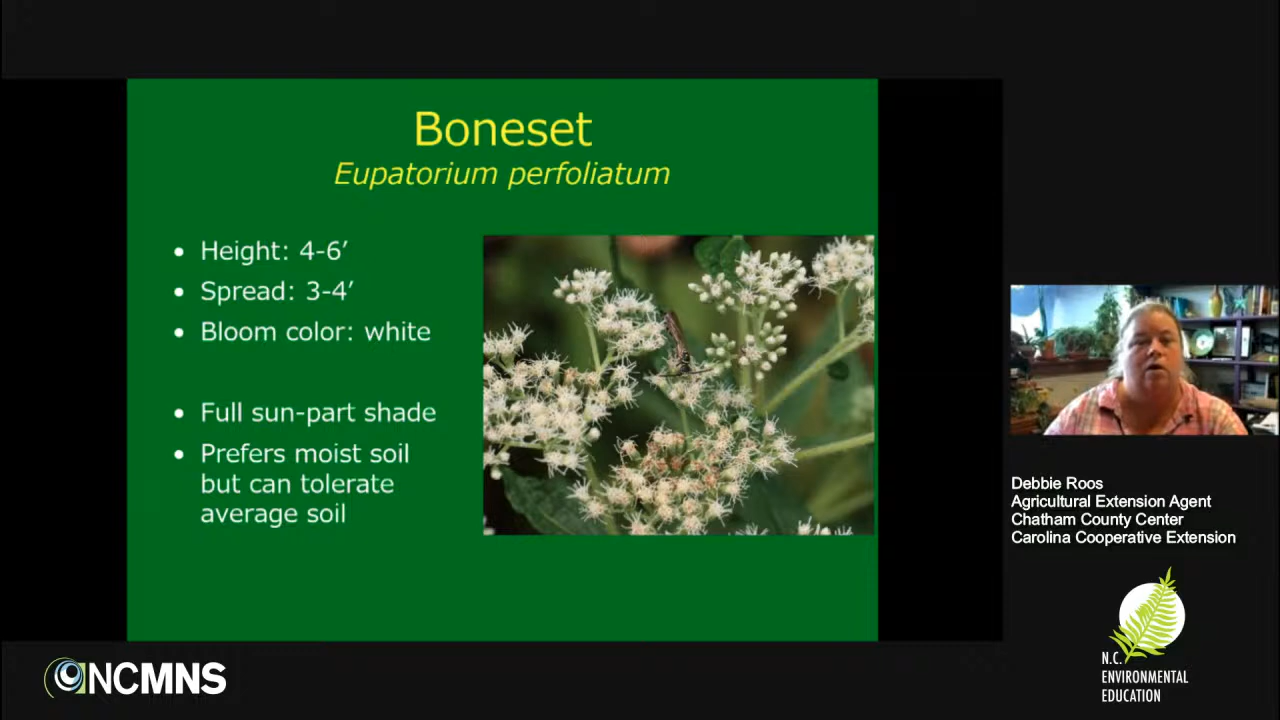 Boneset
Eupatorium perfoliatum
• Height: 4-6’
• Spread: 3-4’
• Bloom color: white
• Full sun-part shade
• Prefers moist soil
but can tolerate
average soil
Debbie Roos
Agricultural Extension Agent
Chatham County Center
Carolina Cooperative Extension
NCMNS
N.C.
ENVIRONMENTAL
EDUCATION